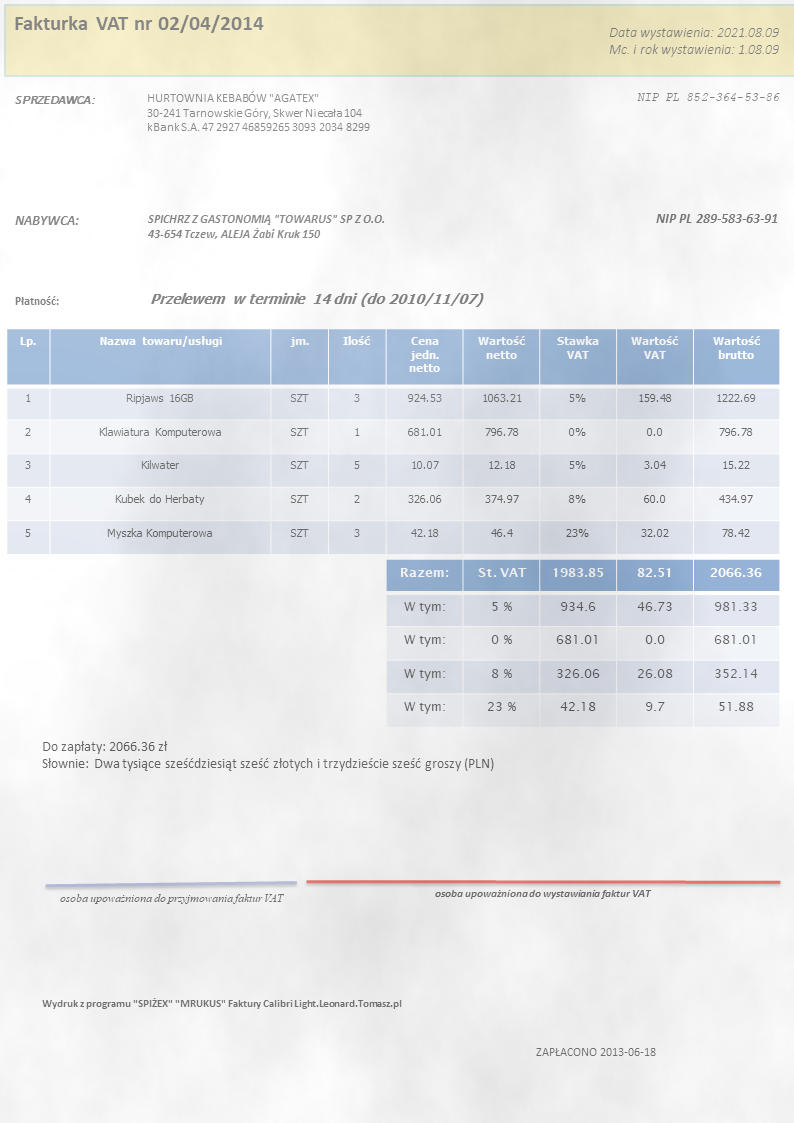 Fakturka VAT nr 02/04/2014
Data wystawienia: 2021.08.09
Mc. i rok wystawienia: 1.08.09
SPRZEDAWCA:
HURTOWNIA KEBABÓW "AGATEX"
30-241 Tarnowskie Góry, Skwer Niecała 104
kBank S.A. 47 2927 46859265 3093 2034 8299
NIP PL 852-364-53-86
NABYWCA:
SPICHRZ Z GASTONOMIĄ "TOWARUS" SP Z O.O.
43-654 Tczew, ALEJA Żabi Kruk 150
NIP PL 289-583-63-91
Płatność: Przelewem w terminie 14 dni (do 2010/11/07)
Lp. Nazwa towaru/usługi jm. Ilość Cena jedn. netto Wartość netto Stawka VAT Wartość VAT Wartość brutto
1 Ripjaws 16GB SZT 3 924.53 1063.21 5% 159.48 1222.69
2 Klawiatura Komputerowa SZT 1 681.01 796.78 0% 0.0 796.78
3 Kilwater SZT 5 10.07 12.18 5% 3.04 15.22
4 Kubek do Herbaty SZT 2 326.06 374.97 8% 60.0 434.97
5 Myszka Komputerowa SZT 3 42.18 46.4 23% 32.02 78.42
Razem: St. VAT 1983.85 82.51 2066.36
W tym: 5 % 934.6 46.73 981.33
W tym: 0 % 681.01 0.0 681.01
W tym: 8 % 326.06 26.08 352.14
W tym: 23 % 42.18 9.7 51.88
Do zapłaty: 2066.36 zł
Słownie: Dwa tysiące sześćdziesiąt sześć złotych i trzydzieście sześć groszy (PLN)
osoba upoważniona do przyjmowania faktur VAT
osoba upoważniona do wystawiania faktur VAT
Wydruk z programu "SPIŻEX" "MRUKUS" Faktury Calibri Light.Leonard.Tomasz.pl
ZAPŁACONO 2013-06-18